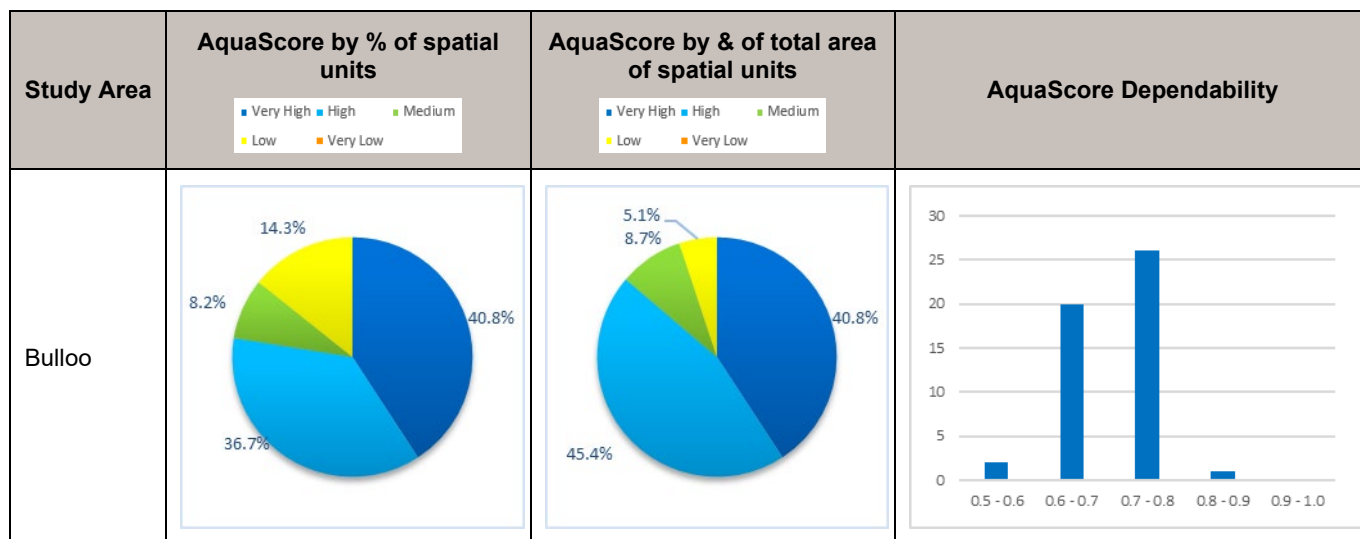 Study Area
AquaScore by % of spatial
units
Very High High Medium
Low Very Low
AquaScore by & of total area
of spatial units
Very High High Medium
Low Very Low
AquaScore Dependability
Bulloo
14.3%
8.2%
40.8%
36.7%
5.1%
8.7%
40.8%
45.4%
30
25
20
15
10
5
0
0.5 - 0.6 0.6 - 0.7 0.7 - 0.8 0.8 - 0.9 0.9 - 1.0